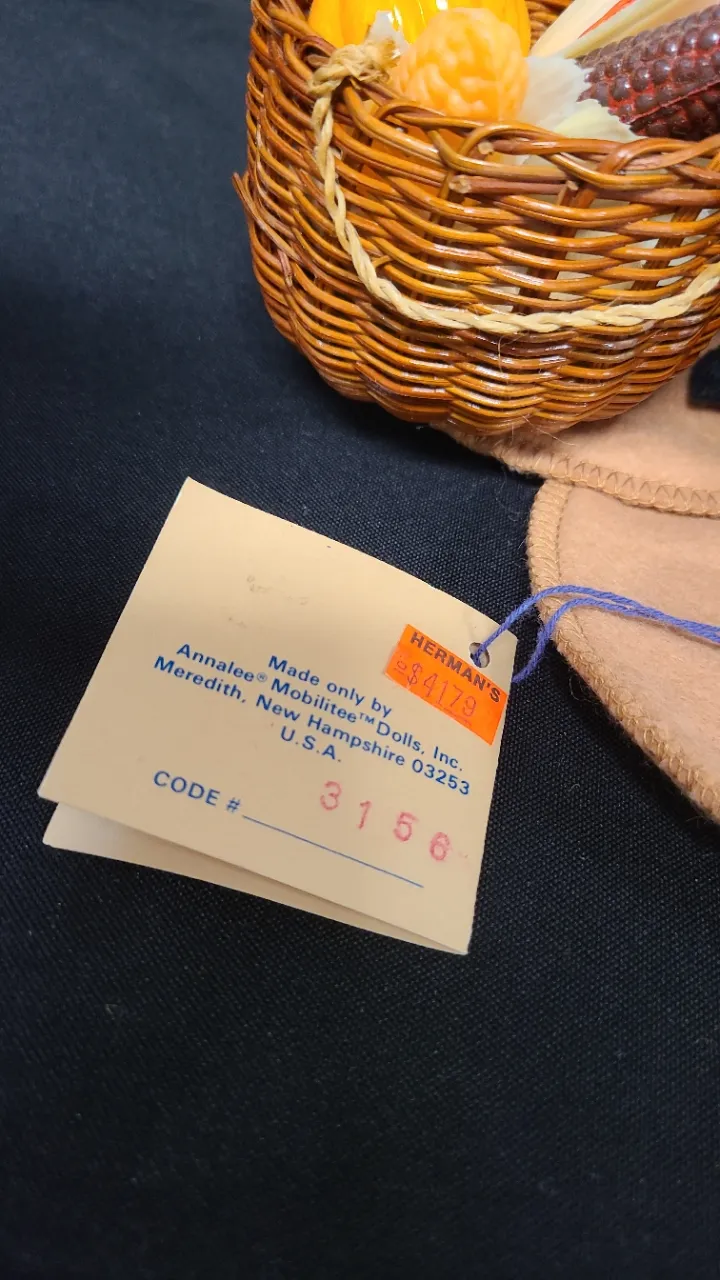 HERMAN'S
$4179
Made only by
Annalee® Mobilitee™ Dolls, Inc.
Meredith, New Hampshire 03253
U.S.A.
CODE # 3156